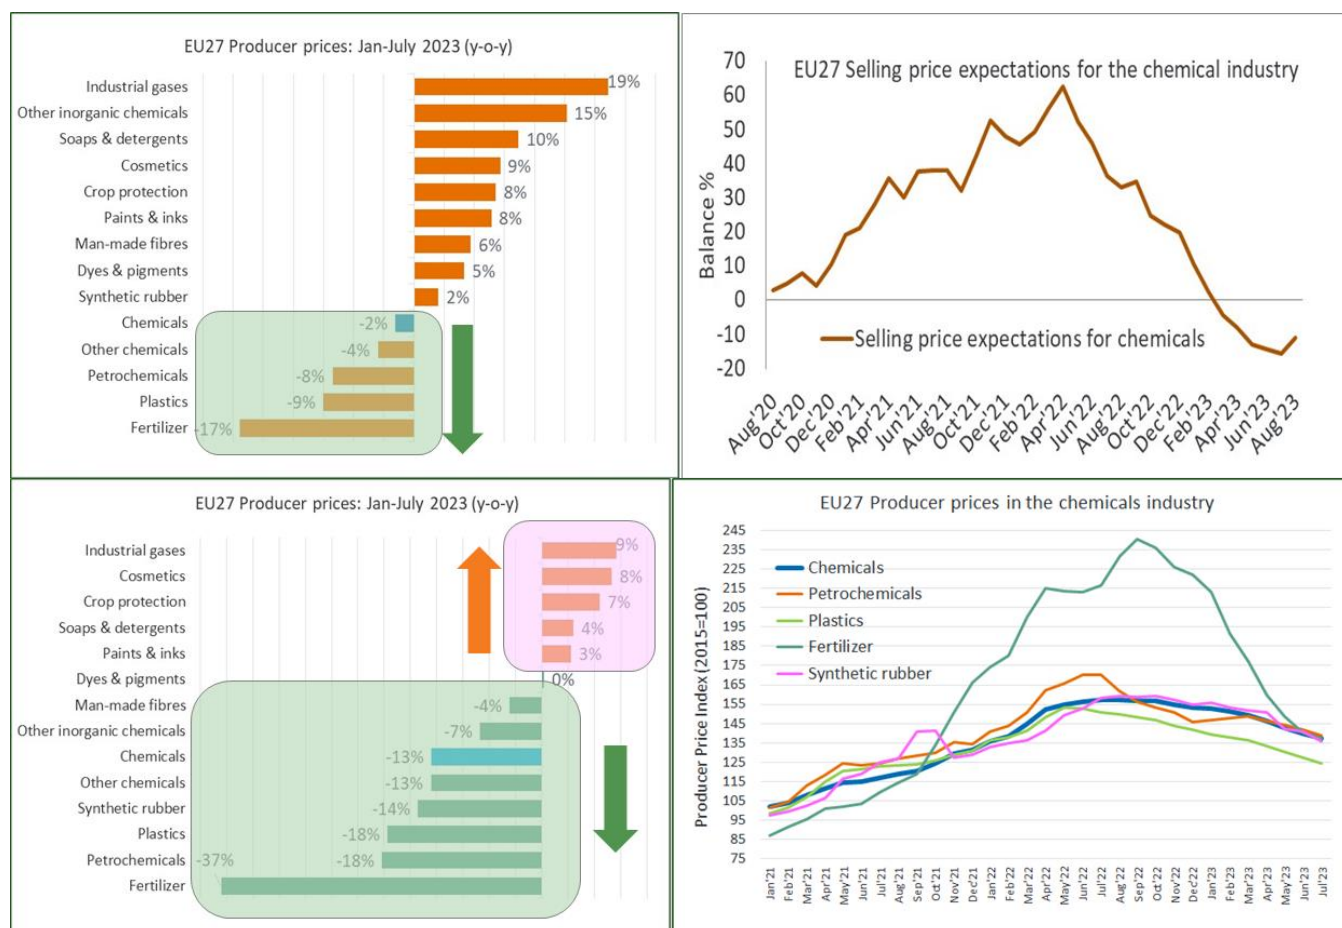 EU27 Producer prices: Jan-July 2023 (y-o-y)
Industrial gases 19%
Other inorganic chemicals 15%
Soaps & detergents 10%
Cosmetics 9%
Crop protection 8%
Paints & inks 8%
Man-made fibres 6%
Dyes & pigments 5%
Synthetic rubber 2%
Chemicals -2%
Other chemicals -4%
Petrochemicals -8%
Plastics -9%
Fertilizer -17%
EU27 Selling price expectations for the chemical industry
Balance %
70
60
50
40
30
20
10
0
-10
-20
Selling price expectations for chemicals
Aug'20 Oct'20 Dec'20 Feb'21 Apr'21 Jun'21 Aug'21 Oct'21 Dec'21 Feb'22 Apr'22 Jun'22 Aug'22 Oct'22 Dec'22 Feb'23 Apr'23 Jun'23 Aug'23
EU27 Producer prices: Jan-July 2023 (y-o-y)
Industrial gases 9%
Cosmetics 8%
Crop protection 7%
Soaps & detergents 4%
Paints & inks 3%
Dyes & pigments 0%
Man-made fibres -4%
Other inorganic chemicals -7%
Chemicals -13%
Other chemicals -13%
Synthetic rubber -14%
Plastics -18%
Petrochemicals -18%
Fertilizer -37%
EU27 Producer prices in the chemicals industry
Producer Price Index (2015=100)
245
235
225
215
205
195
185
175
165
155
145
135
125
115
105
95
85
75
Chemicals
Petrochemicals
Plastics
Fertilizer
Synthetic rubber
Jan'21 Feb'21 Mar'21 Apr'21 May'21 Jun'21 Jul'21 Aug'21 Sep'21 Oct'21 Nov'21 Dec'21 Jan'22 Feb'22 Mar'22 Apr'22 May'22 Jun'22 Jul'22 Aug'22 Sep'22 Oct'22 Nov'22 Dec'22 Jan'23 Feb'23 Mar'23 Apr'23 May'23 Jun'23 Jul'23